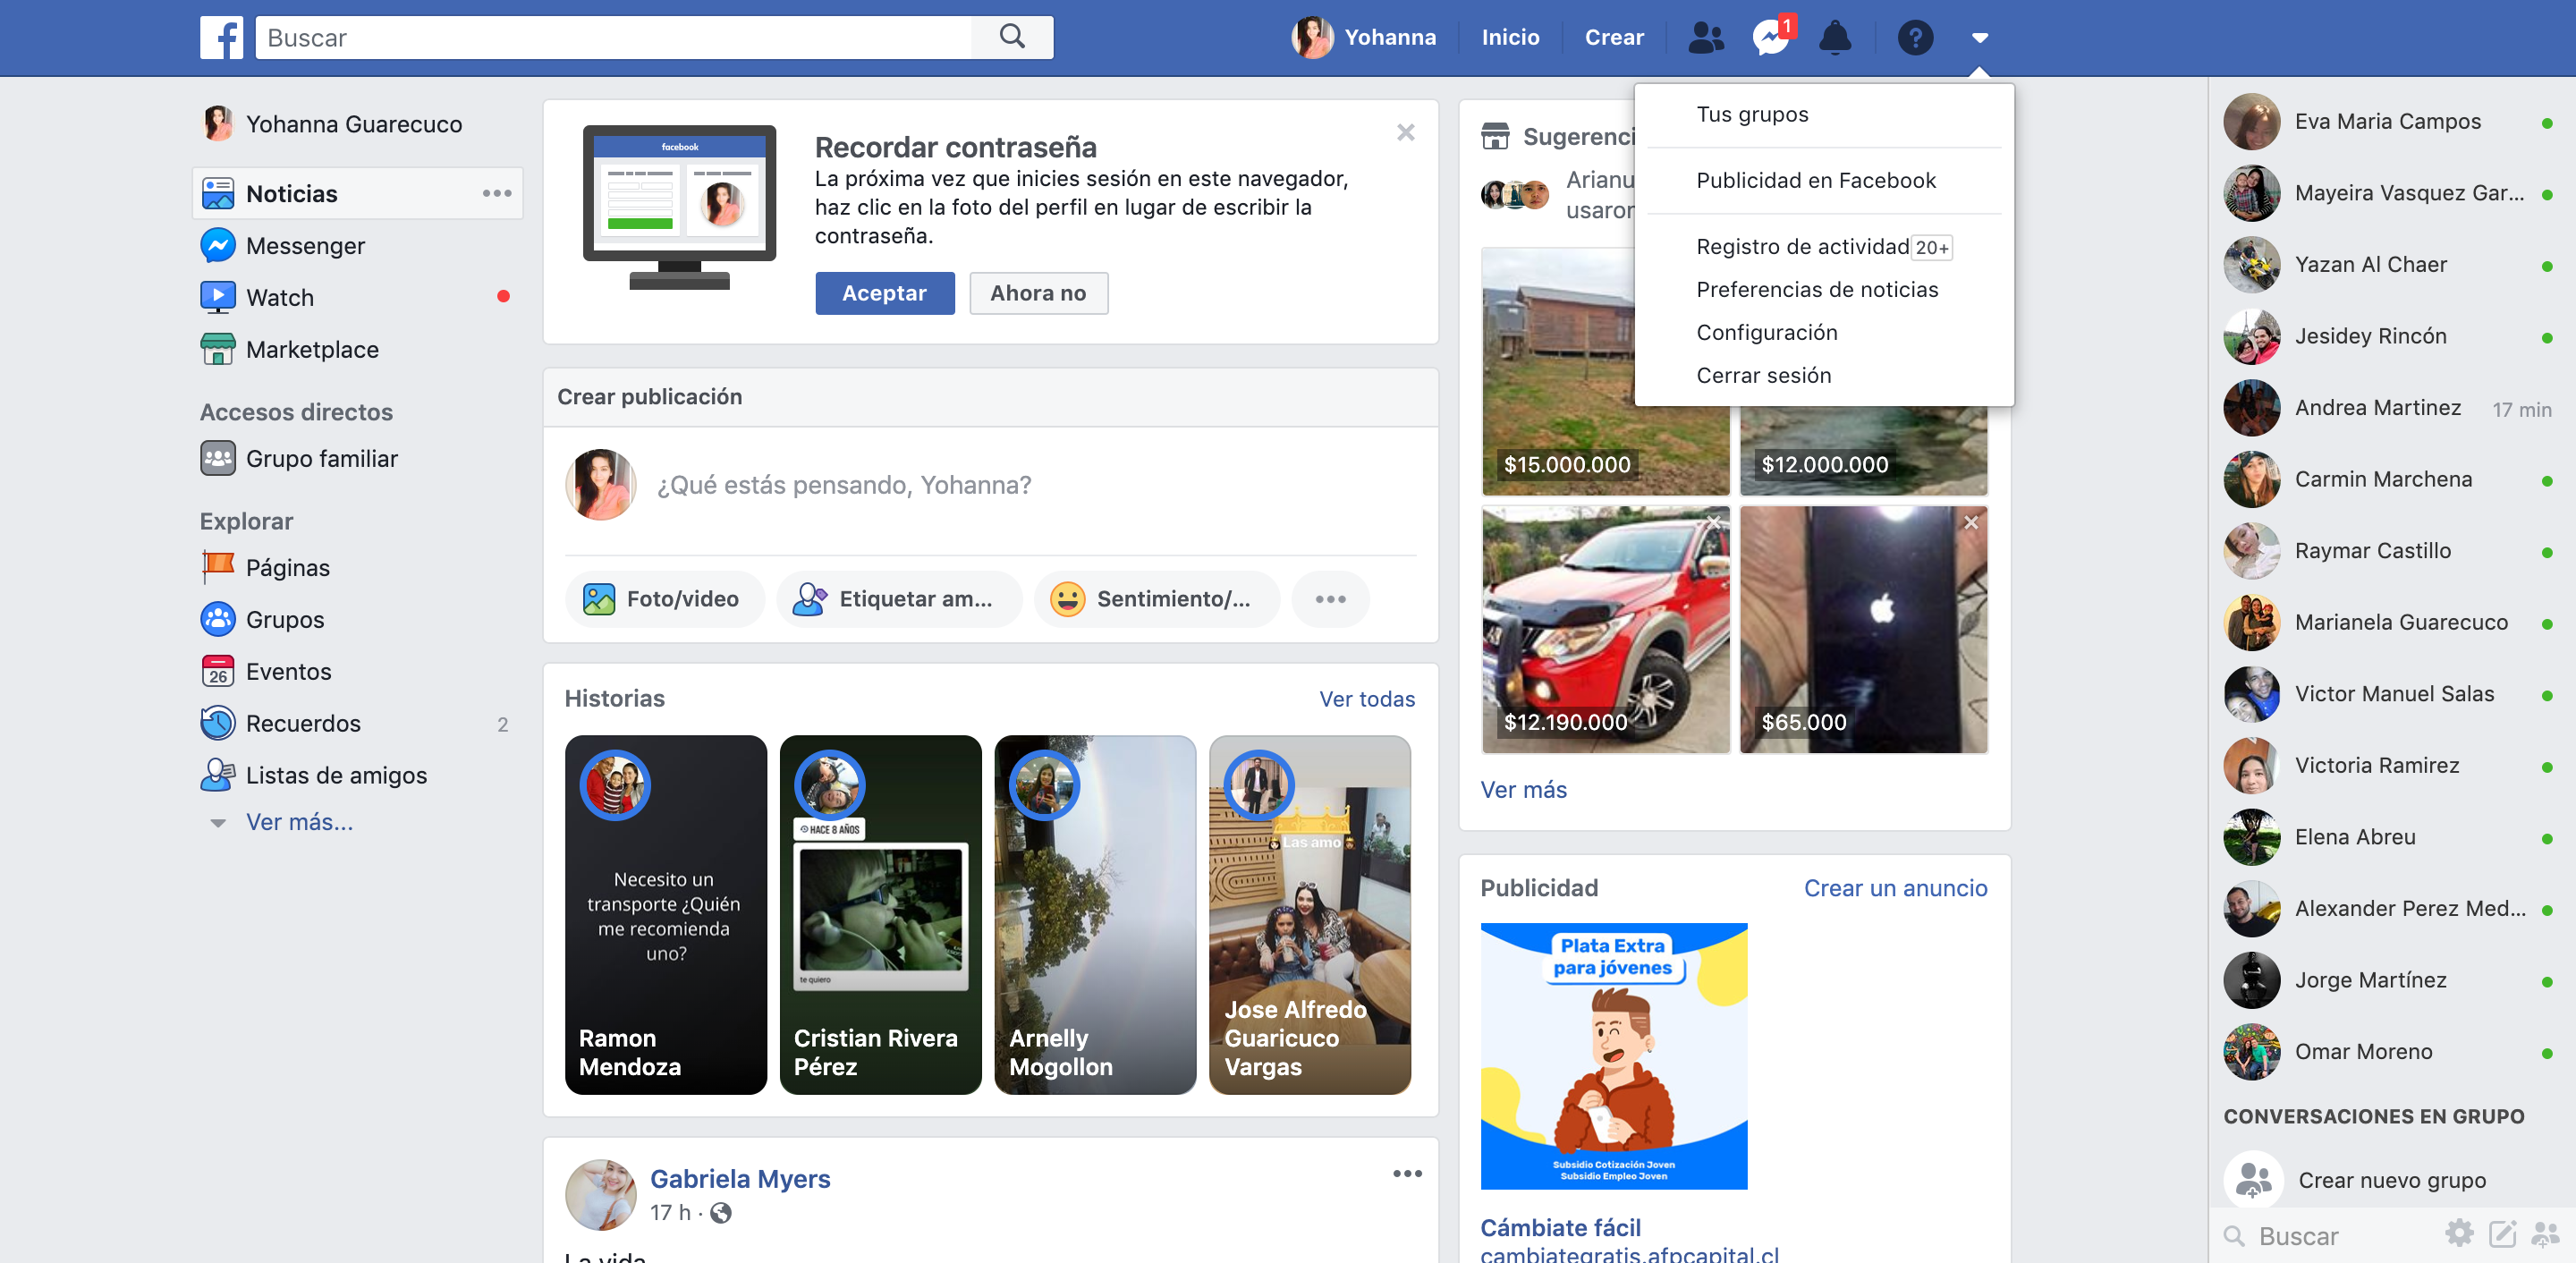 Buscar
Yohanna
Inicio
Crear
1
Yohanna Guarecuco
Noticias
Messenger
Watch
Marketplace
Accesos directos
Grupo familiar
Explorar
Páginas
Grupos
26
Eventos
Recuerdos 2
Listas de amigos
Ver más...
facebook
Recordar contraseña
La próxima vez que inicies sesión en este navegador,
haz clic en la foto del perfil en lugar de escribir la
contraseña.
Aceptar
Ahora no
Crear publicación
¿Qué estás pensando, Yohanna?
Foto/video
Etiquetar am...
Sentimiento/...
Historias
Ver todas
Necesito un
transporte ¿Quién
me recomienda
uno?
Ramon
Mendoza
HACE 8 AÑOS
te quiero
Cristian Rivera
Pérez
Arnelly
Mogollon
Las amo
Jose Alfredo
Guaricuco
Vargas
Gabriela Myers
17 h ·
La vida
Sugerenci
Arianu
usaron
Tus grupos
Publicidad en Facebook
Registro de actividad 20+
Preferencias de noticias
Configuración
Cerrar sesión
$15.000.000
$12.000.000
$12.190.000
$65.000
Ver más
Publicidad
Crear un anuncio
Plata Extra
para jóvenes
Subsidio Cotización Joven
Subsidio Empleo Joven
Cámbiate fácil
cambiategratis.afpcapital.cl
Eva Maria Campos
Mayeira Vasquez Gar...
Yazan Al Chaer
Jesidey Rincón
Andrea Martinez 17 min
Carmin Marchena
Raymar Castillo
Marianela Guarecuco
Victor Manuel Salas
Victoria Ramirez
Elena Abreu
Alexander Perez Med...
Jorge Martínez
Omar Moreno
CONVERSACIONES EN GRUPO
Crear nuevo grupo
Buscar